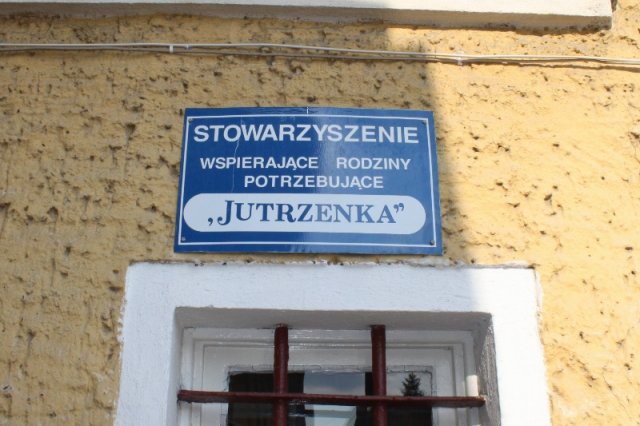 STOWARZYSZENIE
WSPIERAJĄCE RODZINY
POTRZEBUJĄCE
„JUTRZENKA”